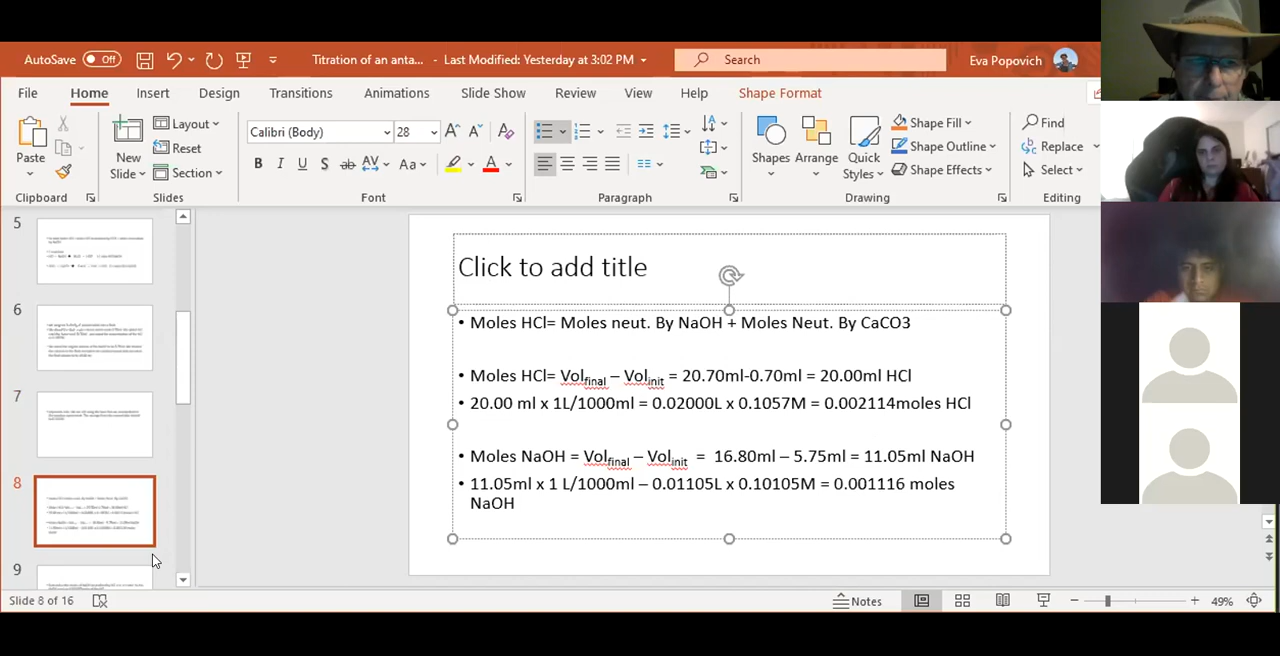 AutoSave Off Titration of an anta... - Last Modified: Yesterday at 3:02 PM Search Eva Popovich
File Home Insert Design Transitions Animations Slide Show Review View Help Shape Format
Paste
Clipboard
New
Slide
Layout
Reset
Section
Slides
Calibri (Body) 28
B I U S ab AV Aa A
Font
Paragraph
Shapes
Arrange
Quick
Styles
Shape Fill
Shape Outline
Shape Effects
Drawing
Find
Replace
Select
Editing
5
6
7
8
9
Click to add title
• Moles HCl= Moles neut. By NaOH + Moles Neut. By CaCO3
• Moles HCl= Volfinal – Volinit = 20.70ml-0.70ml = 20.00ml HCl
• 20.00 ml x 1L/1000ml = 0.02000L x 0.1057M = 0.002114moles HCl
• Moles NaOH = Volfinal – Volinit = 16.80ml – 5.75ml = 11.05ml NaOH
• 11.05ml x 1 L/1000ml – 0.01105L x 0.10105M = 0.001116 moles
NaOH
Slide 8 of 16 Notes 49%